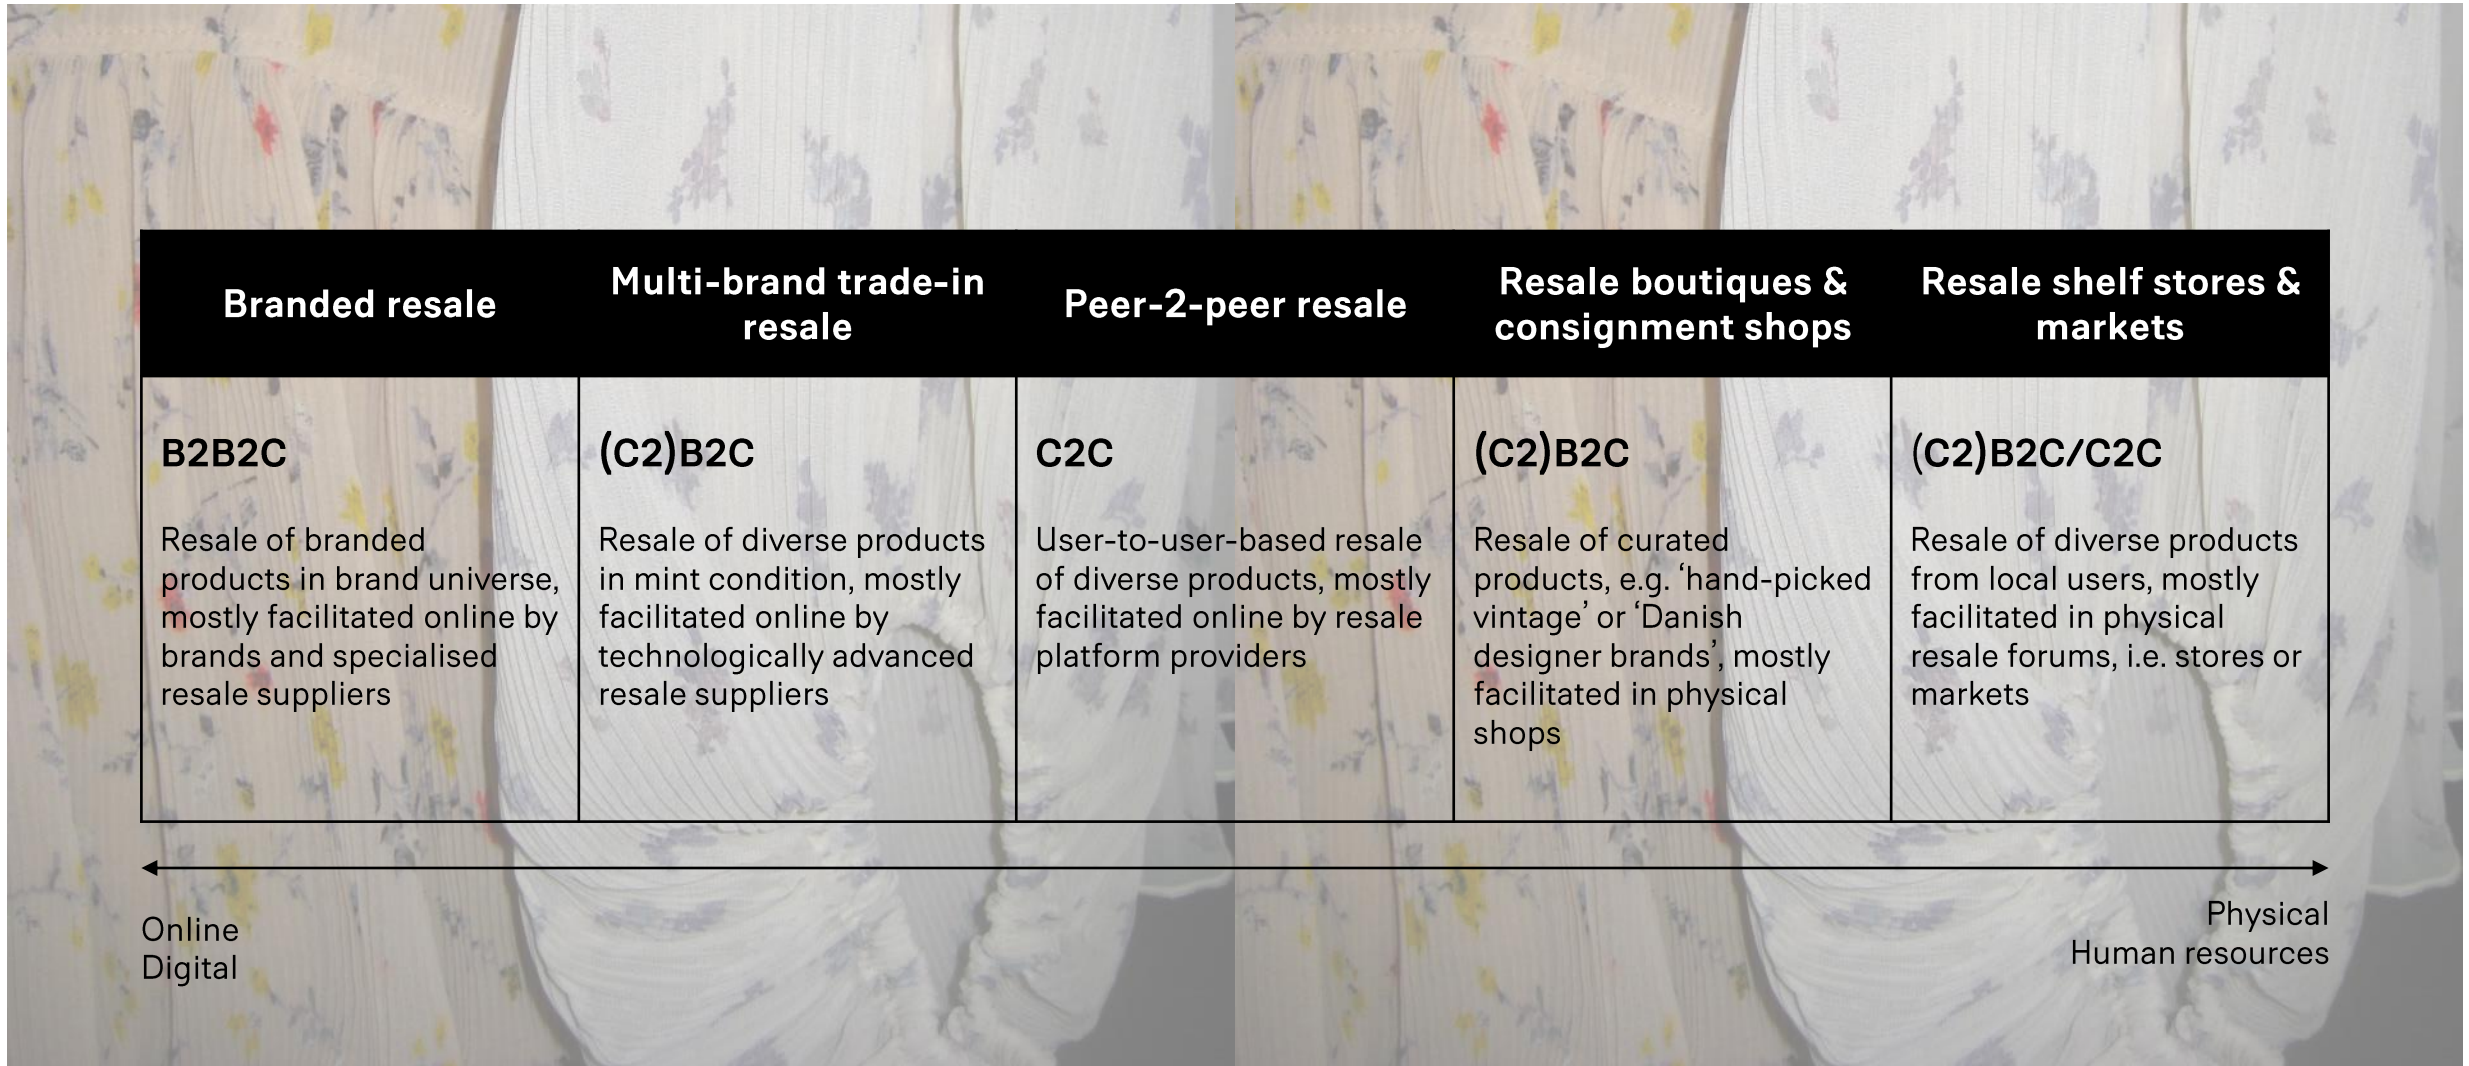 Branded resale
Multi-brand trade-in
resale
Peer-2-peer resale
Resale boutiques &
consignment shops
Resale shelf stores &
markets
B2B2C
Resale of branded
products in brand universe,
mostly facilitated online by
brands and specialised
resale suppliers
(C2)B2C
Resale of diverse products
in mint condition, mostly
facilitated online by
technologically advanced
resale suppliers
C2C
User-to-user-based resale
of diverse products, mostly
facilitated online by resale
platform providers
(C2)B2C
Resale of curated
products, e.g. ‘hand-picked
vintage’ or ‘Danish
designer brands’, mostly
facilitated in physical
shops
(C2)B2C/C2C
Resale of diverse products
from local users, mostly
facilitated in physical
resale forums, i.e. stores or
markets
Online
Digital
Physical
Human resources